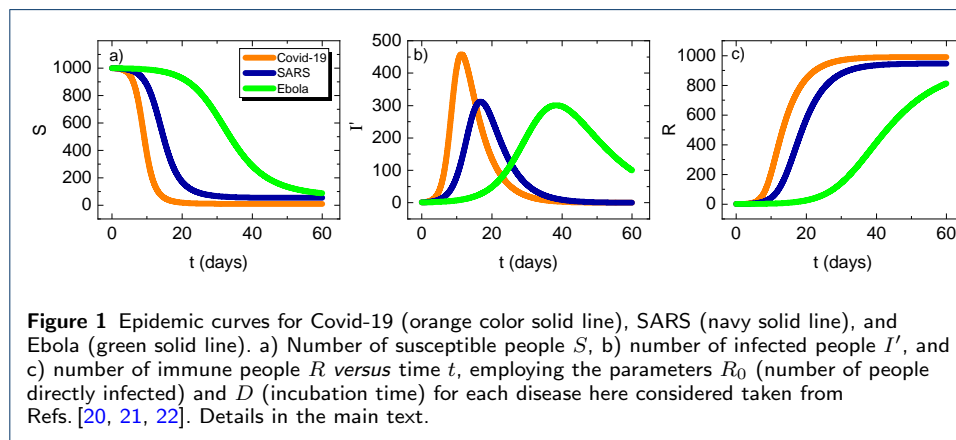 a)
Covid-19
SARS
Ebola
1000
800
600
400
200
0
S
0 20 40 60
t (days)
b)
500
400
300
200
100
0
I'
0 20 40 60
t (days)
c)
1000
800
600
400
200
0
R
0 20 40 60
t (days)
Figure 1 Epidemic curves for Covid-19 (orange color solid line), SARS (navy solid line), and
Ebola (green solid line). a) Number of susceptible people S, b) number of infected people I′, and
c) number of immune people R versus time t, employing the parameters R₀ (number of people
directly infected) and D (incubation time) for each disease here considered taken from
Refs. [20, 21, 22]. Details in the main text.